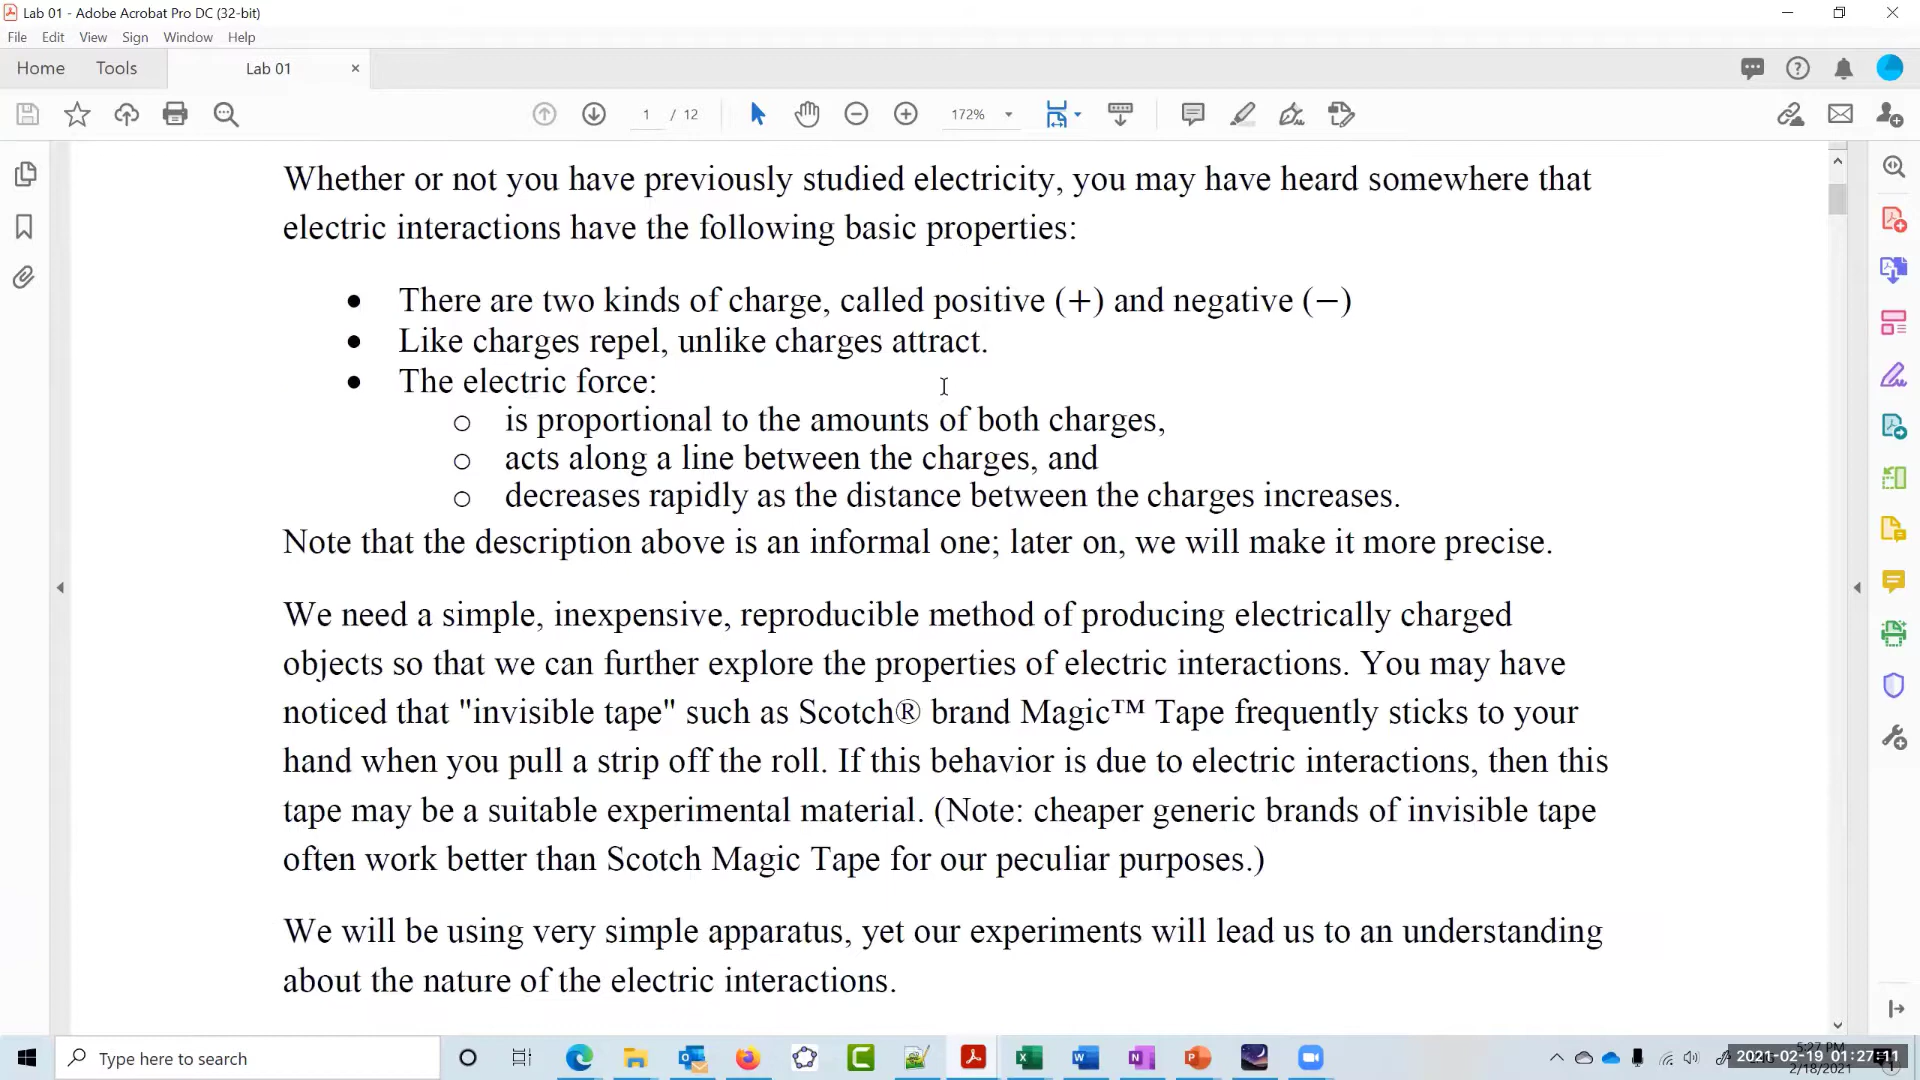 Lab 01 - Adobe Acrobat Pro DC (32-bit)
File Edit View Sign Window Help
Home Tools Lab 01
1 / 12 172%
Whether or not you have previously studied electricity, you may have heard somewhere that
electric interactions have the following basic properties:
• There are two kinds of charge, called positive (+) and negative (−)
• Like charges repel, unlike charges attract.
• The electric force:
o is proportional to the amounts of both charges,
o acts along a line between the charges, and
o decreases rapidly as the distance between the charges increases.
Note that the description above is an informal one; later on, we will make it more precise.
We need a simple, inexpensive, reproducible method of producing electrically charged
objects so that we can further explore the properties of electric interactions. You may have
noticed that "invisible tape" such as Scotch® brand Magic™ Tape frequently sticks to your
hand when you pull a strip off the roll. If this behavior is due to electric interactions, then this
tape may be a suitable experimental material. (Note: cheaper generic brands of invisible tape
often work better than Scotch Magic Tape for our peculiar purposes.)
We will be using very simple apparatus, yet our experiments will lead us to an understanding
about the nature of the electric interactions.
Type here to search
5:27 PM
2021-02-19 01:27:11
2/18/2021